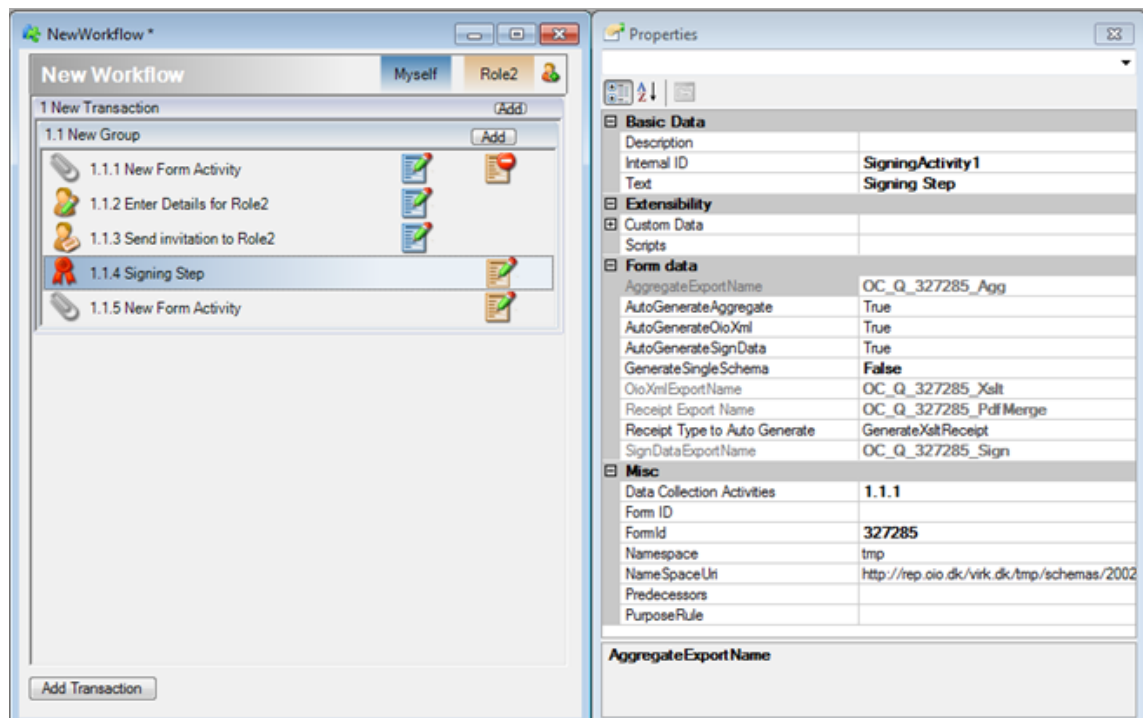 NewWorkflow *
New Workflow
Myself
Role2
1 New Transaction
Add
1.1 New Group
Add
1.1.1 New Form Activity
1.1.2 Enter Details for Role2
1.1.3 Send invitation to Role2
1.1.4 Signing Step
1.1.5 New Form Activity
Add Transaction
Properties
Basic Data
Description
Internal ID SigningActivity1
Text Signing Step
Extensibility
Custom Data
Scripts
Form data
AggregateExportName OC_Q_327285_Agg
AutoGenerateAggregate True
AutoGenerateOioXml True
AutoGenerateSignData True
GenerateSingleSchema False
OioXmlExportName OC_Q_327285_Xslt
Receipt Export Name OC_Q_327285_PdfMerge
Receipt Type to Auto Generate GenerateXsltReceipt
SignDataExportName OC_Q_327285_Sign
Misc
Data Collection Activities 1.1.1
Form ID
FormId 327285
Namespace tmp
NameSpaceUri http://rep.oio.dk/virk.dk/tmp/schemas/2002
Predecessors
PurposeRule
AggregateExportName